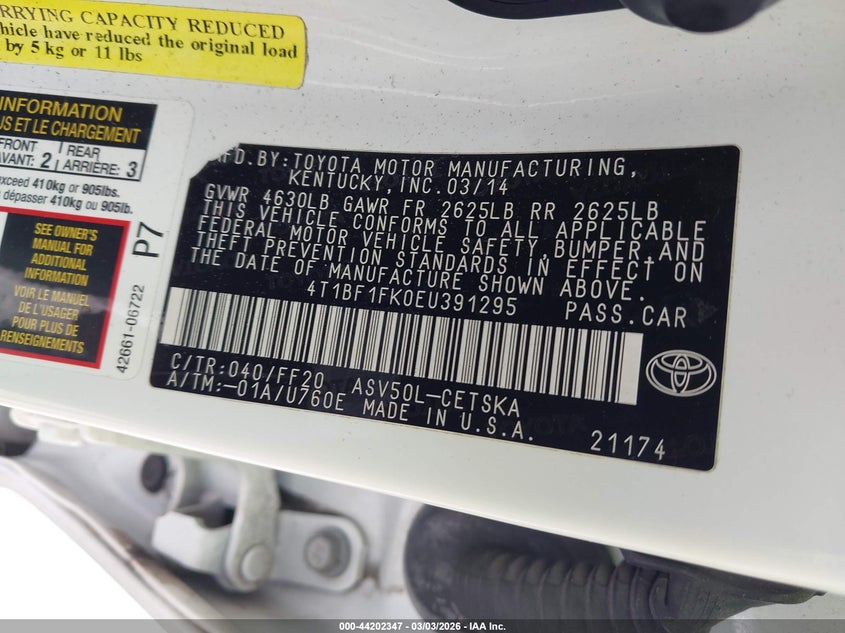 RRYING CAPACITY REDUCED
hicle have reduced the original load
by 5 kg or 11 lbs
INFORMATION
US ET LE CHARGEMENT
FRONT
AVANT: 2
REAR
ARRIÈRE: 3
exceed 410kg or 905lbs.
dépasser 410kg ou 905lb.
SEE OWNER'S
MANUAL FOR
ADDITIONAL
INFORMATION
VOIR LE MANUEL
DE L'USAGER
POUR PLUS DE
RENSEIGNEMENTS
42661-06722
P7
MFD.BY:TOYOTA MOTOR MANUFACTURING,
KENTUCKY,INC.03/14
GVWR 4630LB GAWR FR 2625LB RR 2625LB
THIS VEHICLE CONFORMS TO ALL APPLICABLE
FEDERAL MOTOR VEHICLE SAFETY,BUMPER,AND
THEFT PREVENTION STANDARDS IN EFFECT ON
THE DATE OF MANUFACTURE SHOWN ABOVE.
4T1BF1FK0EU391295 PASS.CAR
C/TR:040/FF20 ASV50L-CETSKA
A/TM:-01A/U760E MADE IN U.S.A.
21174
000-44202347 | 03/03/2026 – IAA Inc.